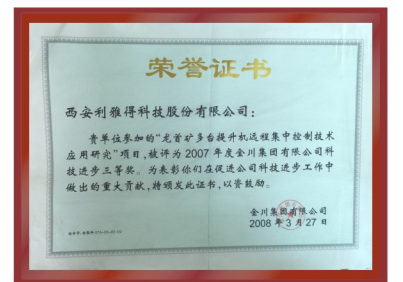 荣誉证书
西安利雅得科技股份有限公司：
贵单位参加的“龙首矿多台提升机远程集中控制技术
应用研究”项目，被评为2007年度金川集团有限公司科
技进步三等奖。为表彰你们在促进公司科技进步工作中
做出的重大贡献，特颁发此证书，以资鼓励。
金川集团有限公司
2008年3月27日